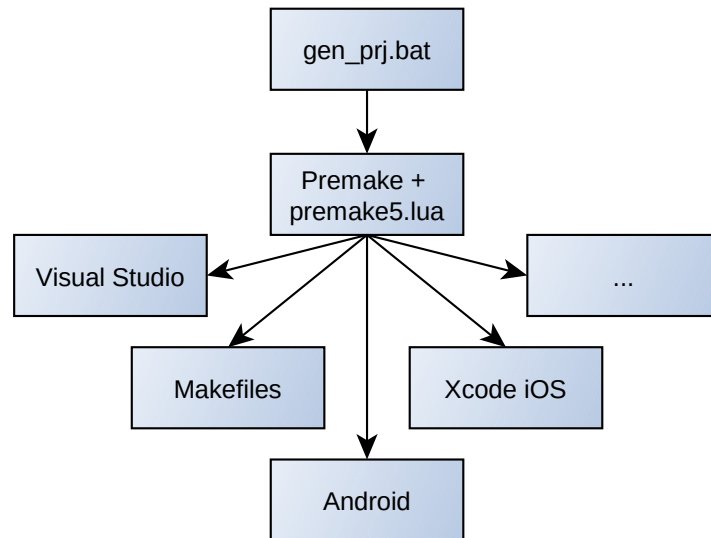 gen_prj.bat
Premake +
premake5.lua
Visual Studio
...
Makefiles
Xcode iOS
Android